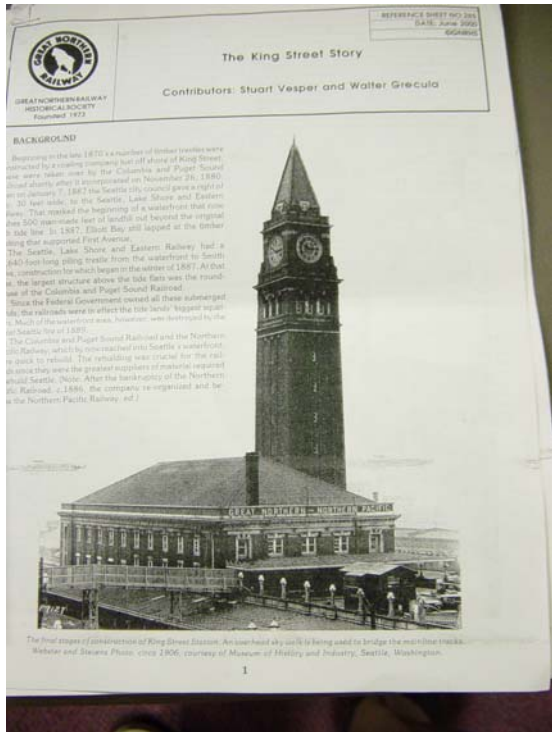 REFERENCE SHEET NO 285
DATE: June 2000
GREAT NORTHERN
RAILWAY
The King Street Story
Contributors: Stuart Vesper and Walter Grecula
GREAT NORTHERN RAILWAY
HISTORICAL SOCIETY
Founded 1973
BACKGROUND
Beginning in the late 1870's a number of timber trestles were
by a coaling company just off shore of King Street.
were taken over by the Columbia and Puget Sound
shortly after it incorporated on November 26, 1880.
on January 7, 1887 the Seattle city council gave a right of
30 feet wide, to the Seattle, Lake Shore and Eastern
That marked the beginning of a waterfront that now
500 man-made feet of landfill out beyond the original
tide line. In 1887, Elliott Bay still lapped at the timber
that supported First Avenue.
The Seattle, Lake Shore and Eastern Railway had a
640-foot-long piling trestle from the waterfront to Smith
construction for which began in the winter of 1887. At that
the largest structure above the tide flats was the round-
of the Columbia and Puget Sound Railroad.
Since the Federal Government owned all these submerged
the railroads were in effect the tide lands' biggest squat-
Much of the waterfront area, however, was destroyed by the
Seattle fire of 1889.
The Columbia and Puget Sound Railroad and the Northern
Railway, which by now reached into Seattle's waterfront,
quick to rebuild. The rebuilding was crucial for the rail-
since they were the greatest suppliers of material required
rebuild Seattle. (Note: After the bankruptcy of the Northern
Railroad, c.1886, the company re-organized and be-
the Northern Pacific Railway. ed.)
GREAT NORTHERN - NORTHERN PACIFIC
The final stages of construction of King Street Station. An overhead sky walk is being used to bridge the mainline tracks.
Webster and Stevens Photo. circa 1906, courtesy of Museum of History and Industry, Seattle, Washington.
1